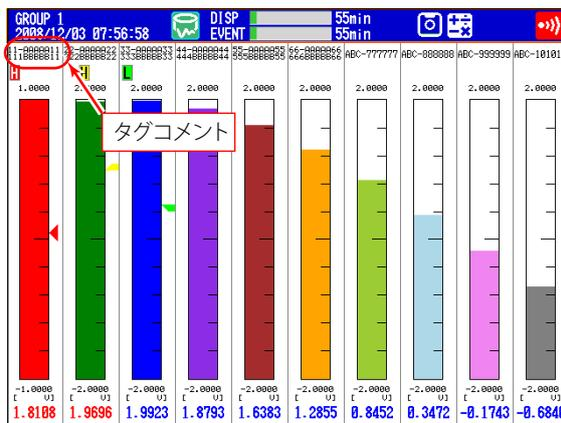 GROUP 1
2008/12/03 07:56:58
DISP 55min
EVENT 55min
ABC-777777 ABC-888888 ABC-999999 ABC-10101
H H L
タグコメント
1.0000 2.0000 2.0000 2.0000 2.0000 2.0000 2.0000 2.0000 2.0000 2.0000
-1.0000 -2.0000 -2.0000 -2.0000 -2.0000 -2.0000 -2.0000 -2.0000 -2.0000 -2.0000
[ V] [ V] [ V] [ V] [ V] [ V] [ V] [ V] [ V] [ V]
1.8108 1.9696 1.9923 1.8793 1.6383 1.2855 0.8452 0.3472 -0.1743 -0.6840